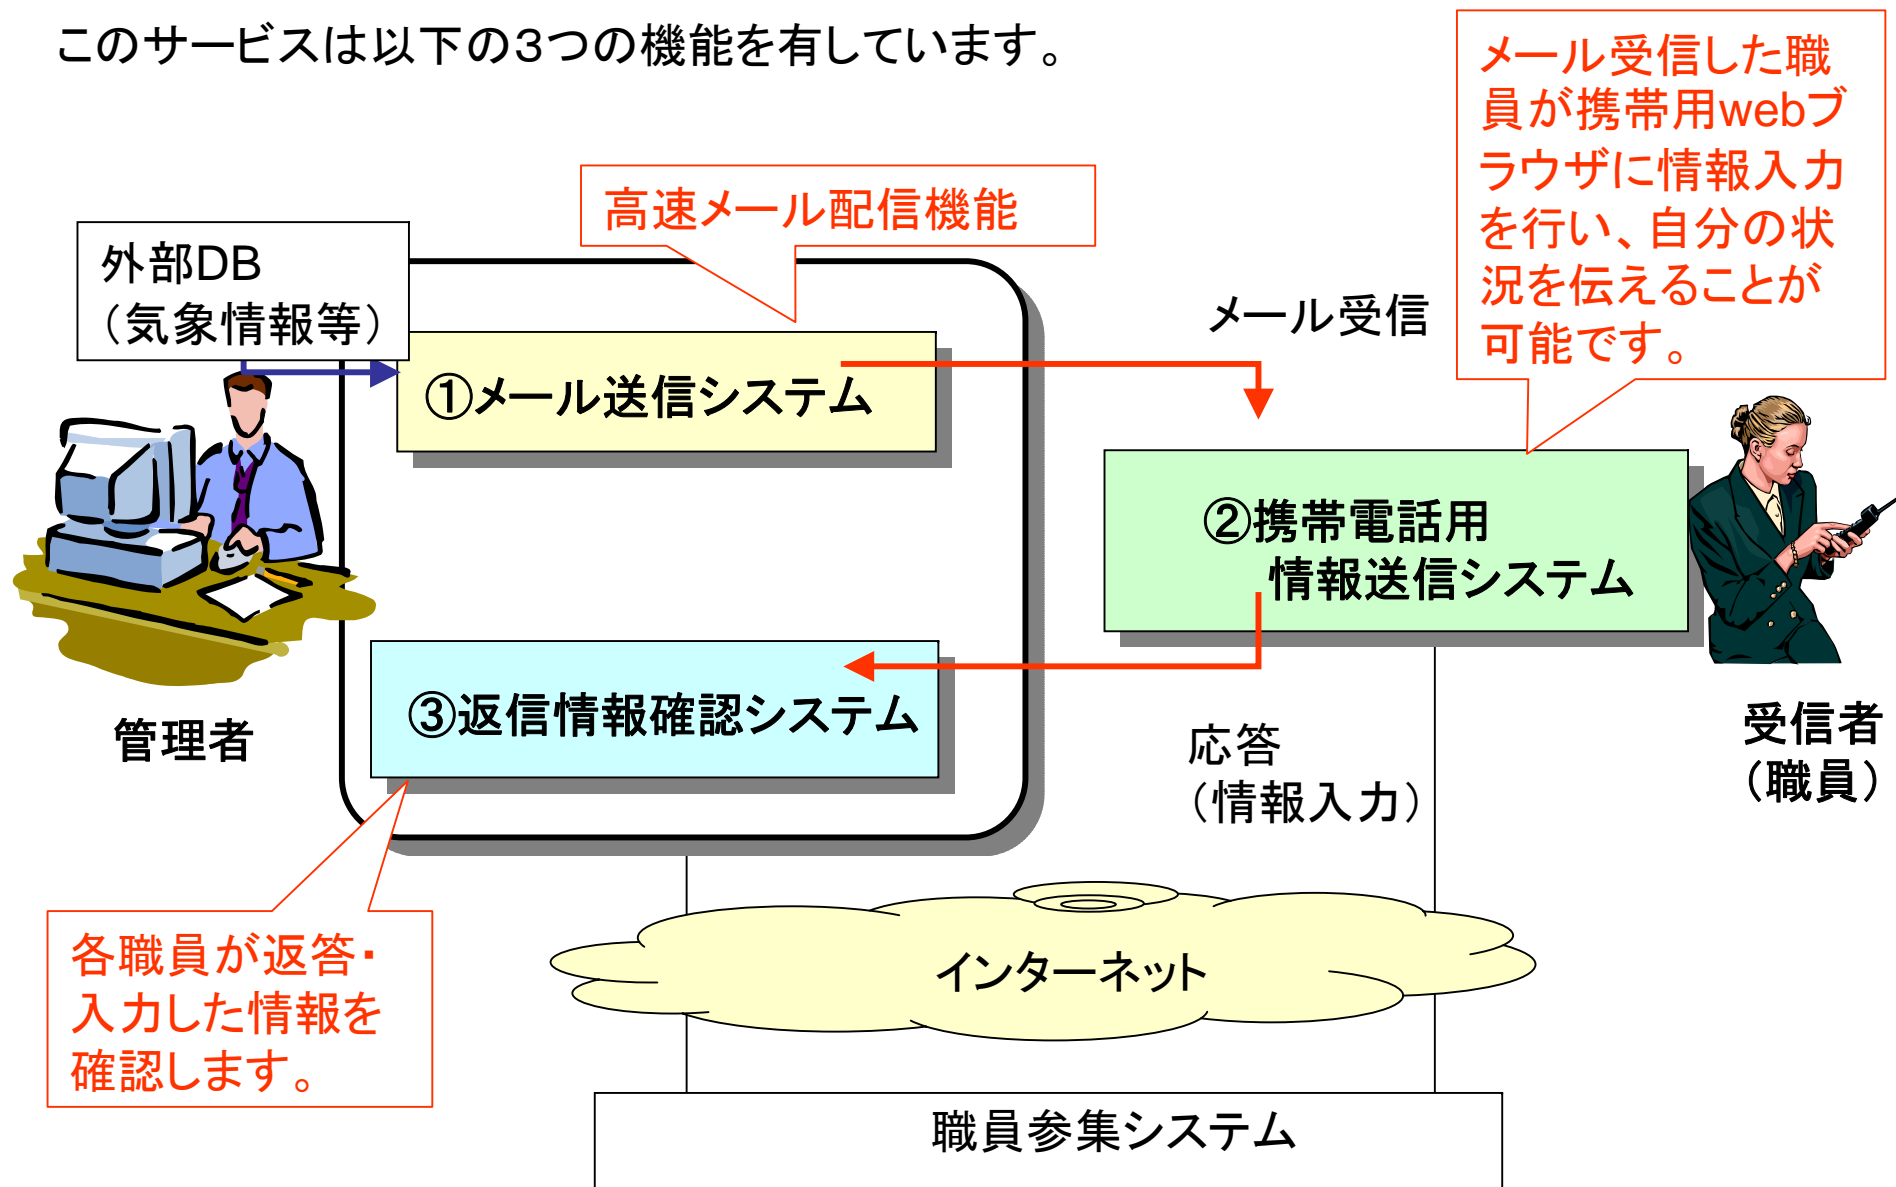 このサービスは以下の３つの機能を有しています。
メール受信した職
員が携帯用webブ
ラウザに情報入力
を行い、自分の状
況を伝えることが
可能です。
高速メール配信機能
外部DB
（気象情報等）
メール受信
①メール送信システム
②携帯電話用
情報送信システム
③返信情報確認システム
管理者
応答
（情報入力）
受信者
（職員）
各職員が返答・
入力した情報を
確認します。
インターネット
職員参集システム